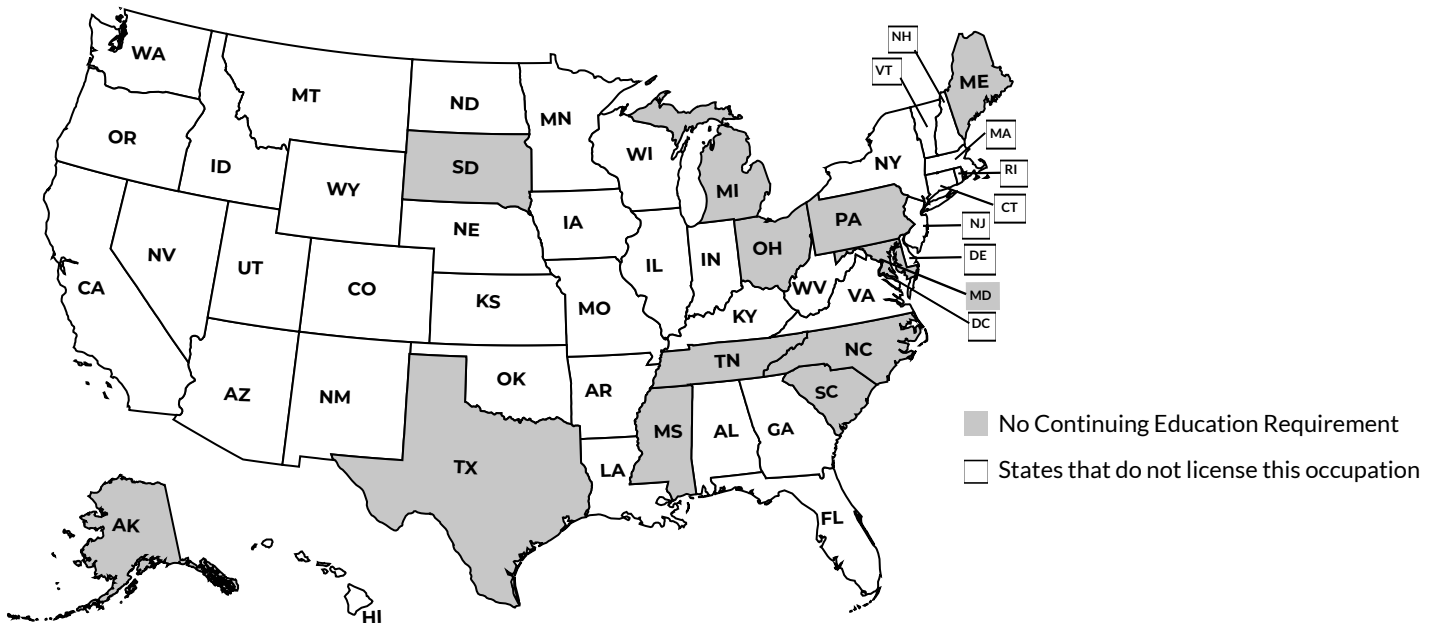 NH
WA
VT
ME
MT
ND
MN
OR
MA
WI
NY
ID
SD
RI
WY
MI
CT
PA
IA
NJ
NE
OH
NV
IN
DE
UT
IL
CA
CO
WV
VA
MD
KS
MO
KY
DC
NC
TN
OK
AR
SC
AZ
NM
No Continuing Education Requirement
MS
AL
GA
TX
LA
States that do not license this occupation
FL
AK
HI